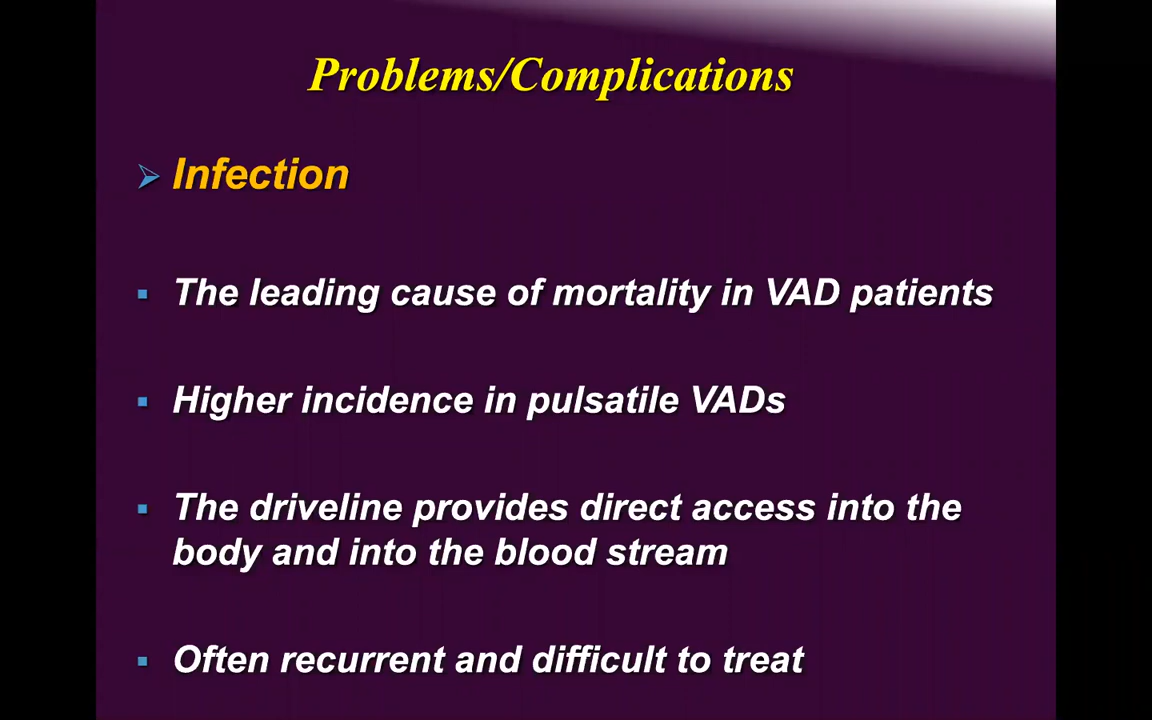 Problems/Complications
Infection
The leading cause of mortality in VAD patients
Higher incidence in pulsatile VADs
The driveline provides direct access into the
body and into the blood stream
Often recurrent and difficult to treat